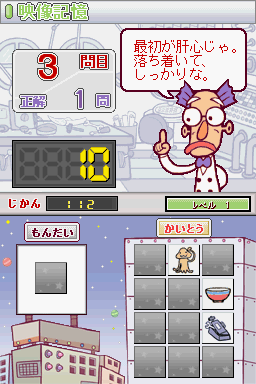 映像記憶
3 問目
正解 1 問
最初が肝心じゃ。
落ち着いて、
しっかりな。
10
じかん 112
レベル 1
もんだい
かいとう